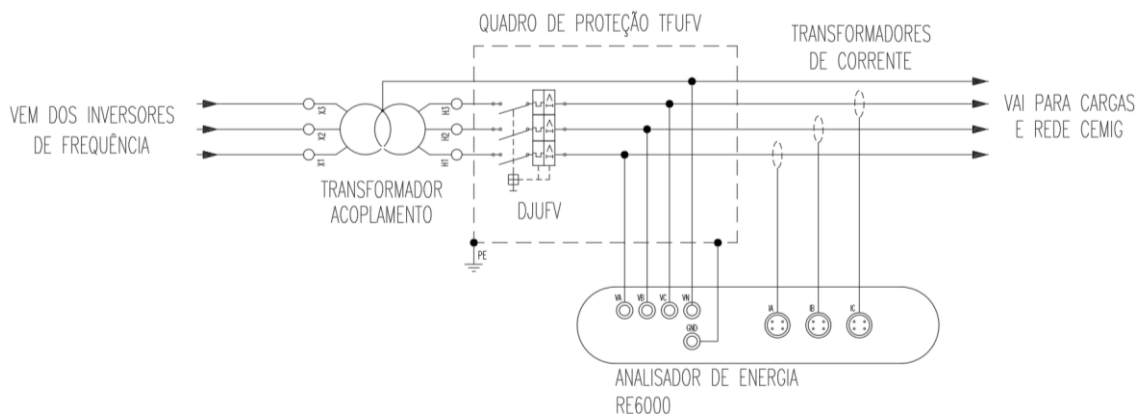 QUADRO DE PROTEÇÃO TFUFV
TRANSFORMADORES
DE CORRENTE
VEM DOS INVERSORES
DE FREQUÊNCIA
X3
X2
X1
H3
H2
H1
VAI PARA CARGAS
E REDE CEMIG
TRANSFORMADOR
ACOPLAMENTO
DJUFV
PE
VA
VB
VC
VN
GND
IA
IB
IC
ANALISADOR DE ENERGIA
RE6000